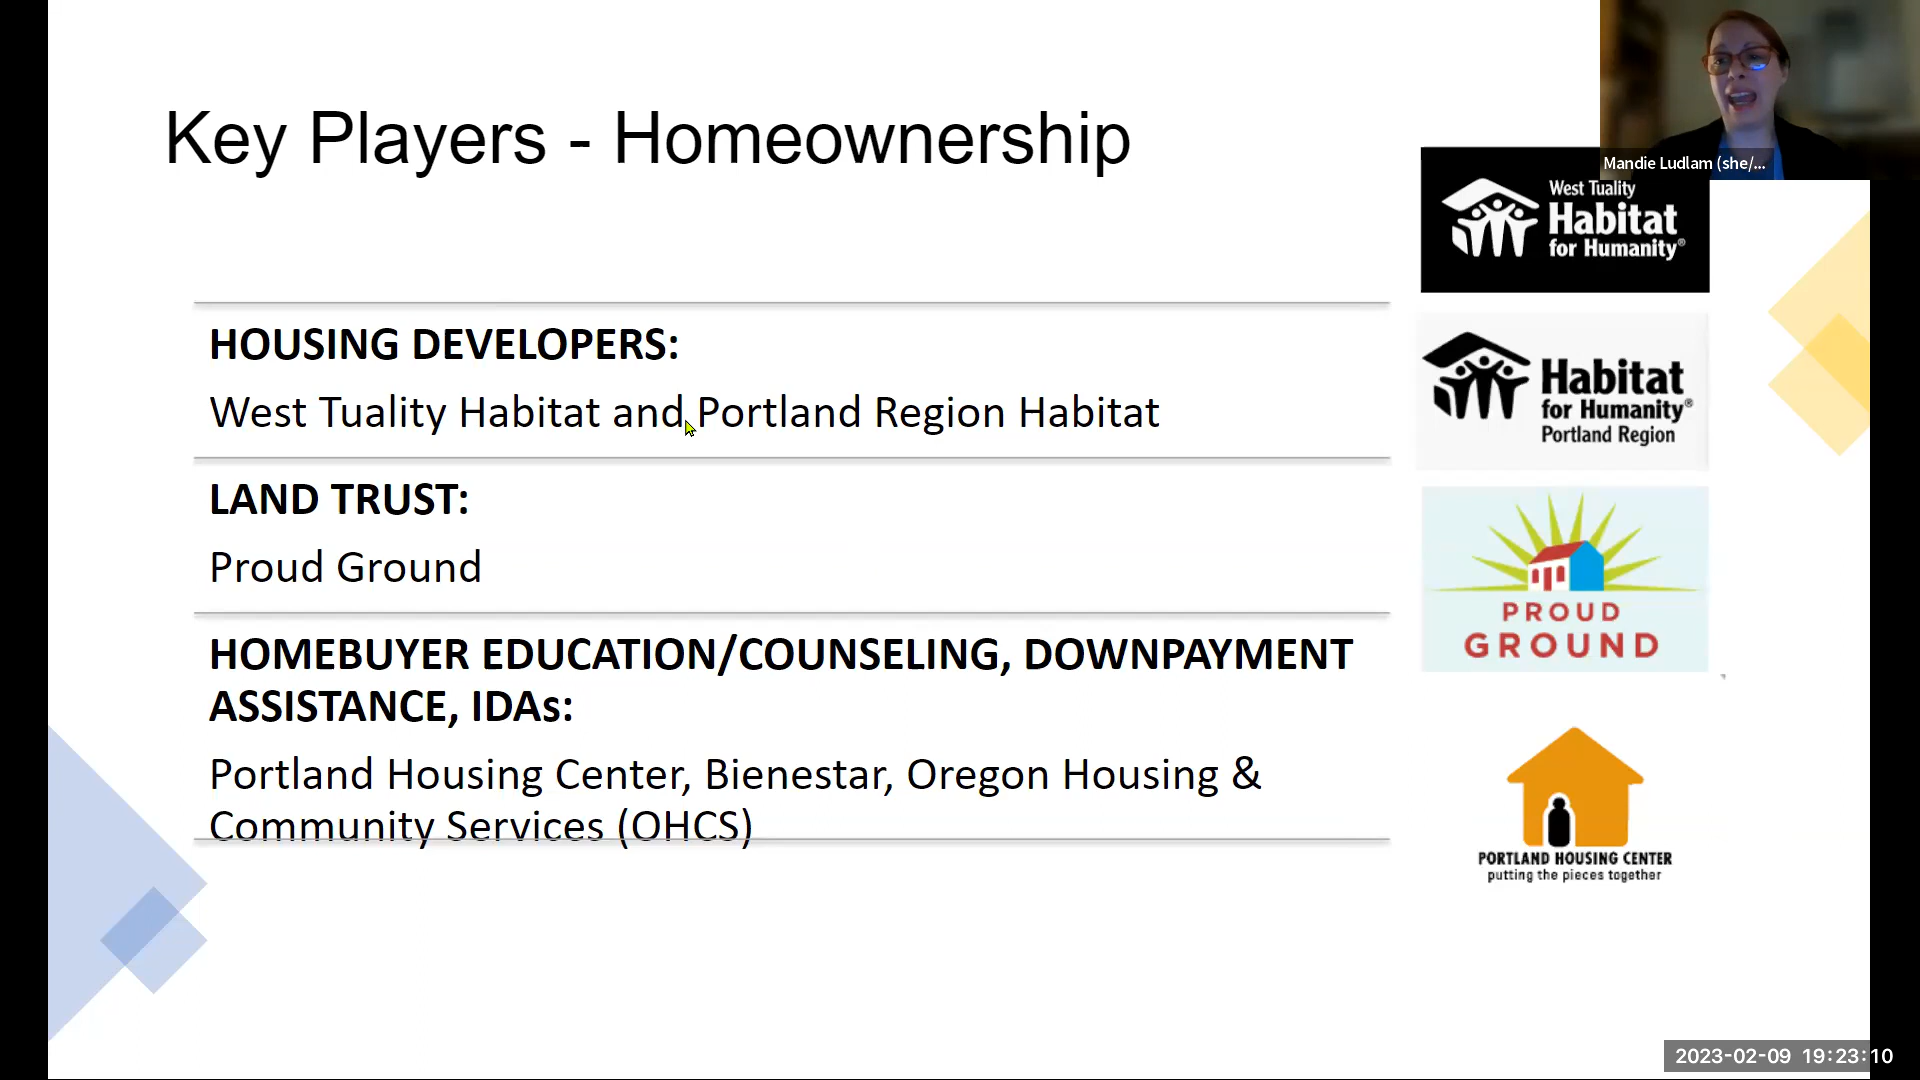 Key Players - Homeownership
Mandie Ludlam (she/...
West Tuality
Habitat
for Humanity®
HOUSING DEVELOPERS:
West Tuality Habitat and Portland Region Habitat
Habitat
for Humanity®
Portland Region
LAND TRUST:
Proud Ground
PROUD
GROUND
HOMEBUYER EDUCATION/COUNSELING, DOWNPAYMENT
ASSISTANCE, IDAs:
Portland Housing Center, Bienestar, Oregon Housing &
Community Services (OHCS)
PORTLAND HOUSING CENTER
putting the pieces together
2023-02-09 19:23:10